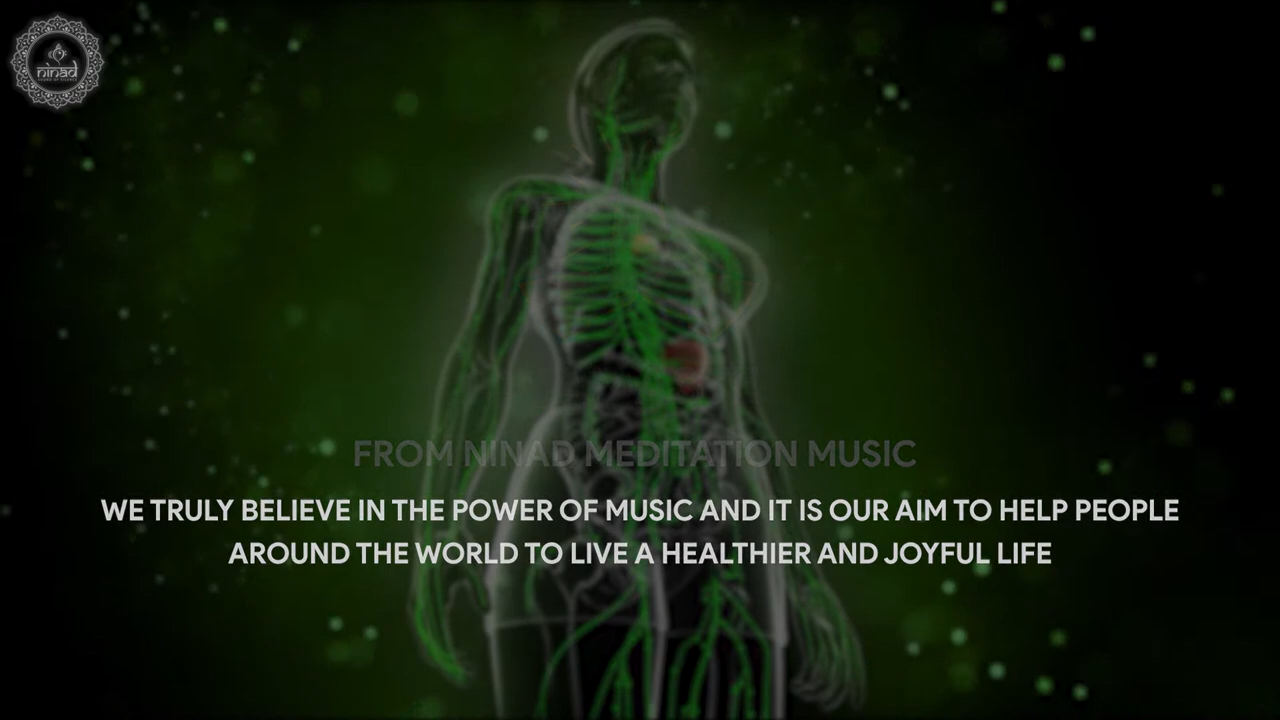 ninad
FROM NINAD MEDITATION MUSIC
WE TRULY BELIEVE IN THE POWER OF MUSIC AND IT IS OUR AIM TO HELP PEOPLE
AROUND THE WORLD TO LIVE A HEALTHIER AND JOYFUL LIFE